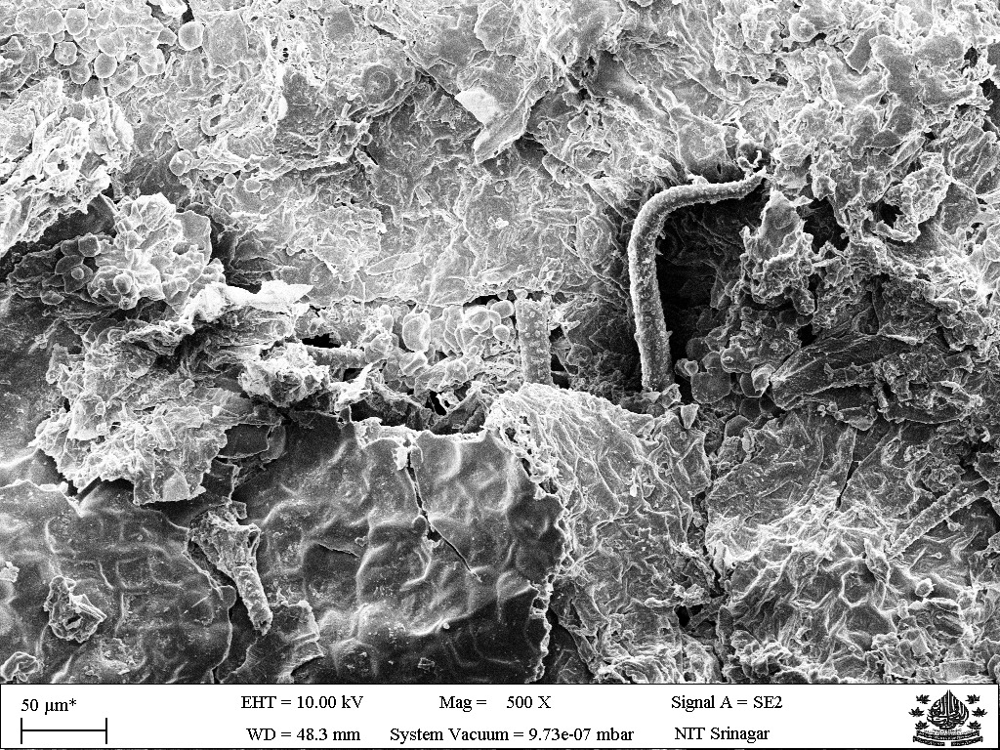 50 µm*
EHT = 10.00 kV
Mag = 500 X
Signal A = SE2
WD = 48.3 mm
System Vacuum = 9.73e-07 mbar
NIT Srinagar